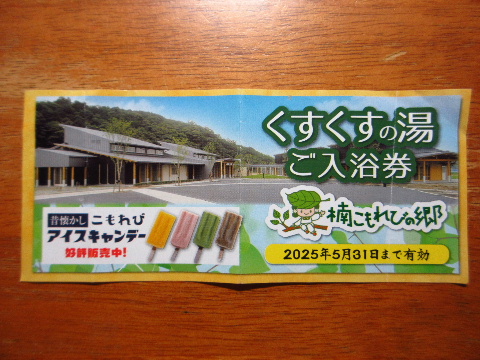 くすくすの湯
ご入浴券
楠こもれびの郷
2025年5月31日まで有効
昔懐かし こもれび
アイスキャンデー
好評販売中!